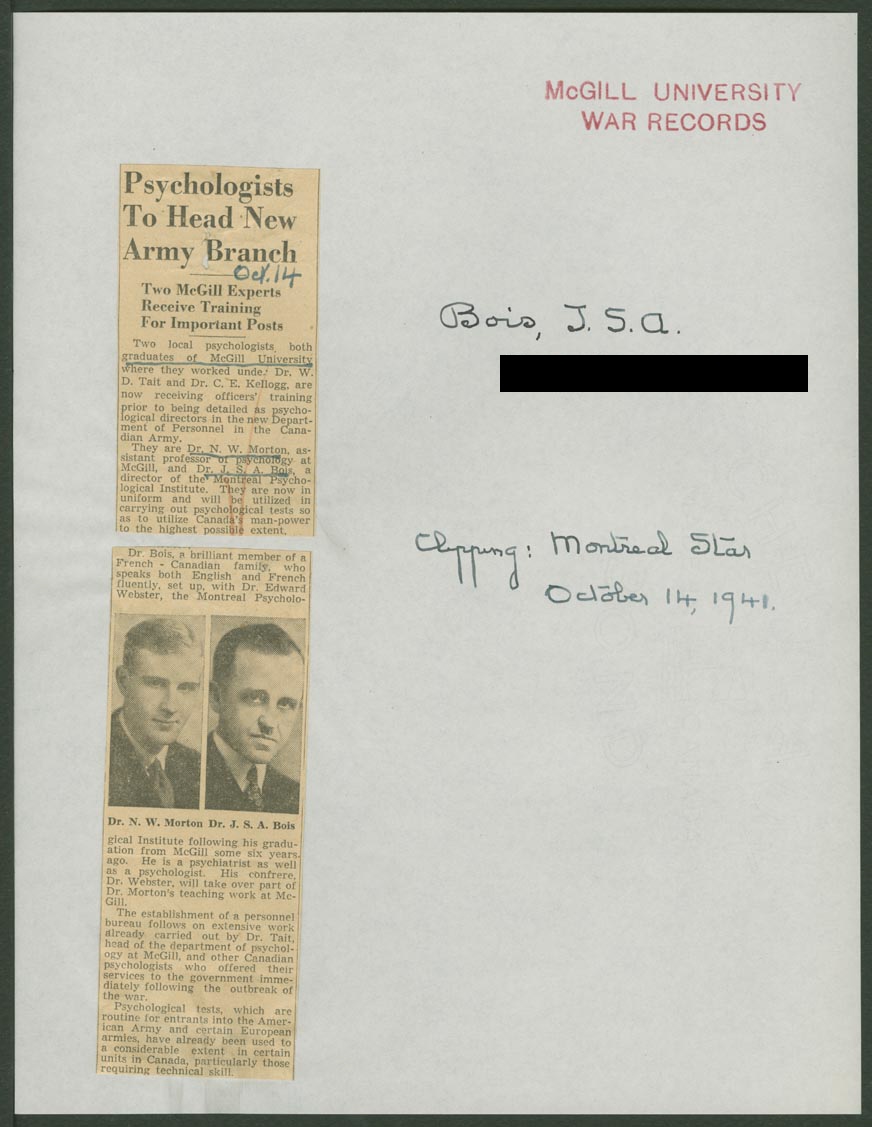 McGILL UNIVERSITY
WAR RECORDS
Psychologists
To Head New
Army Branch
Oct. 14
Two McGill Experts
Receive Training
For Important Posts
Two local psychologists, both
graduates of McGill University
where they worked unde. Dr. W.
D. Tait and Dr. C. E. Kellogg, are
now receiving officers' training
prior to being detailed as psycho-
logical directors in the new Depart-
ment of Personnel in the Cana-
dian Army.
They are Dr. N. W. Morton, as-
sistant professor of psychology at
McGill, and Dr. J. S. A. Bois, a
director of the Montreal Psycho-
logical Institute. They are now in
uniform and will be utilized in
carrying out psychological tests so
as to utilize Canada's man-power
to the highest possible extent.
Dr. Bois, a brilliant member of a
French - Canadian family, who
speaks both English and French
fluently, set up, with Dr. Edward
Webster, the Montreal Psycholo-
Dr. N. W. Morton Dr. J. S. A. Bois
gical Institute following his gradu-
ation from McGill some six years
ago. He is a psychiatrist as well
as a psychologist. His confrere,
Dr. Webster, will take over part of
Dr. Morton's teaching work at Mc-
Gill.
The establishment of a personnel
bureau follows on extensive work
already carried out by Dr. Tait,
head of the department of psychol-
ogy at McGill, and other Canadian
psychologists who offered their
services to the government imme-
diately following the outbreak of
the war.
Psychological tests, which are
routine for entrants into the Amer-
ican Army and certain European
armies, have already been used to
a considerable extent in certain
units in Canada, particularly those
requiring technical skill.
Bois, J. S. A.
Clipping: Montreal Star
October 14, 1941.